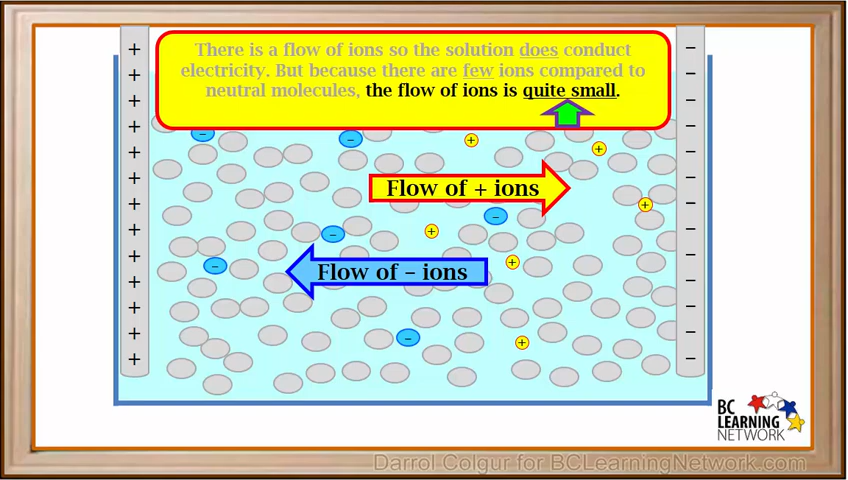 There is a flow of ions so the solution does conduct
electricity. But because there are few ions compared to
neutral molecules, the flow of ions is quite small.
Flow of + ions
Flow of – ions
BC
LEARNING
NETWORK
Darrol Colgur for BCLearningNetwork.com